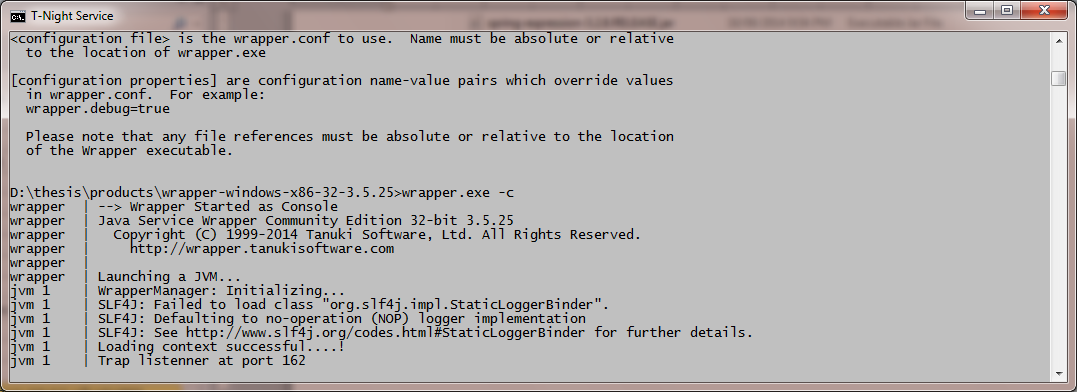 T-Night Service
<configuration file> is the wrapper.conf to use.  Name must be absolute or relative
  to the location of wrapper.exe
[configuration properties] are configuration name-value pairs which override values
  in wrapper.conf.  For example:
  wrapper.debug=true
  Please note that any file references must be absolute or relative to the location
  of the Wrapper executable.
D:\thesis\products\wrapper-windows-x86-32-3.5.25>wrapper.exe -c
wrapper  | --> Wrapper Started as Console
wrapper  | Java Service Wrapper Community Edition 32-bit 3.5.25
wrapper  |   Copyright (C) 1999-2014 Tanuki Software, Ltd. All Rights Reserved.
wrapper  |     http://wrapper.tanukisoftware.com
wrapper  |
wrapper  | Launching a JVM...
jvm 1    | WrapperManager: Initializing...
jvm 1    | SLF4J: Failed to load class "org.slf4j.impl.StaticLoggerBinder".
jvm 1    | SLF4J: Defaulting to no-operation (NOP) logger implementation
jvm 1    | SLF4J: See http://www.slf4j.org/codes.html#StaticLoggerBinder for further details.
jvm 1    | Loading context successful....!
jvm 1    | Trap listenner at port 162